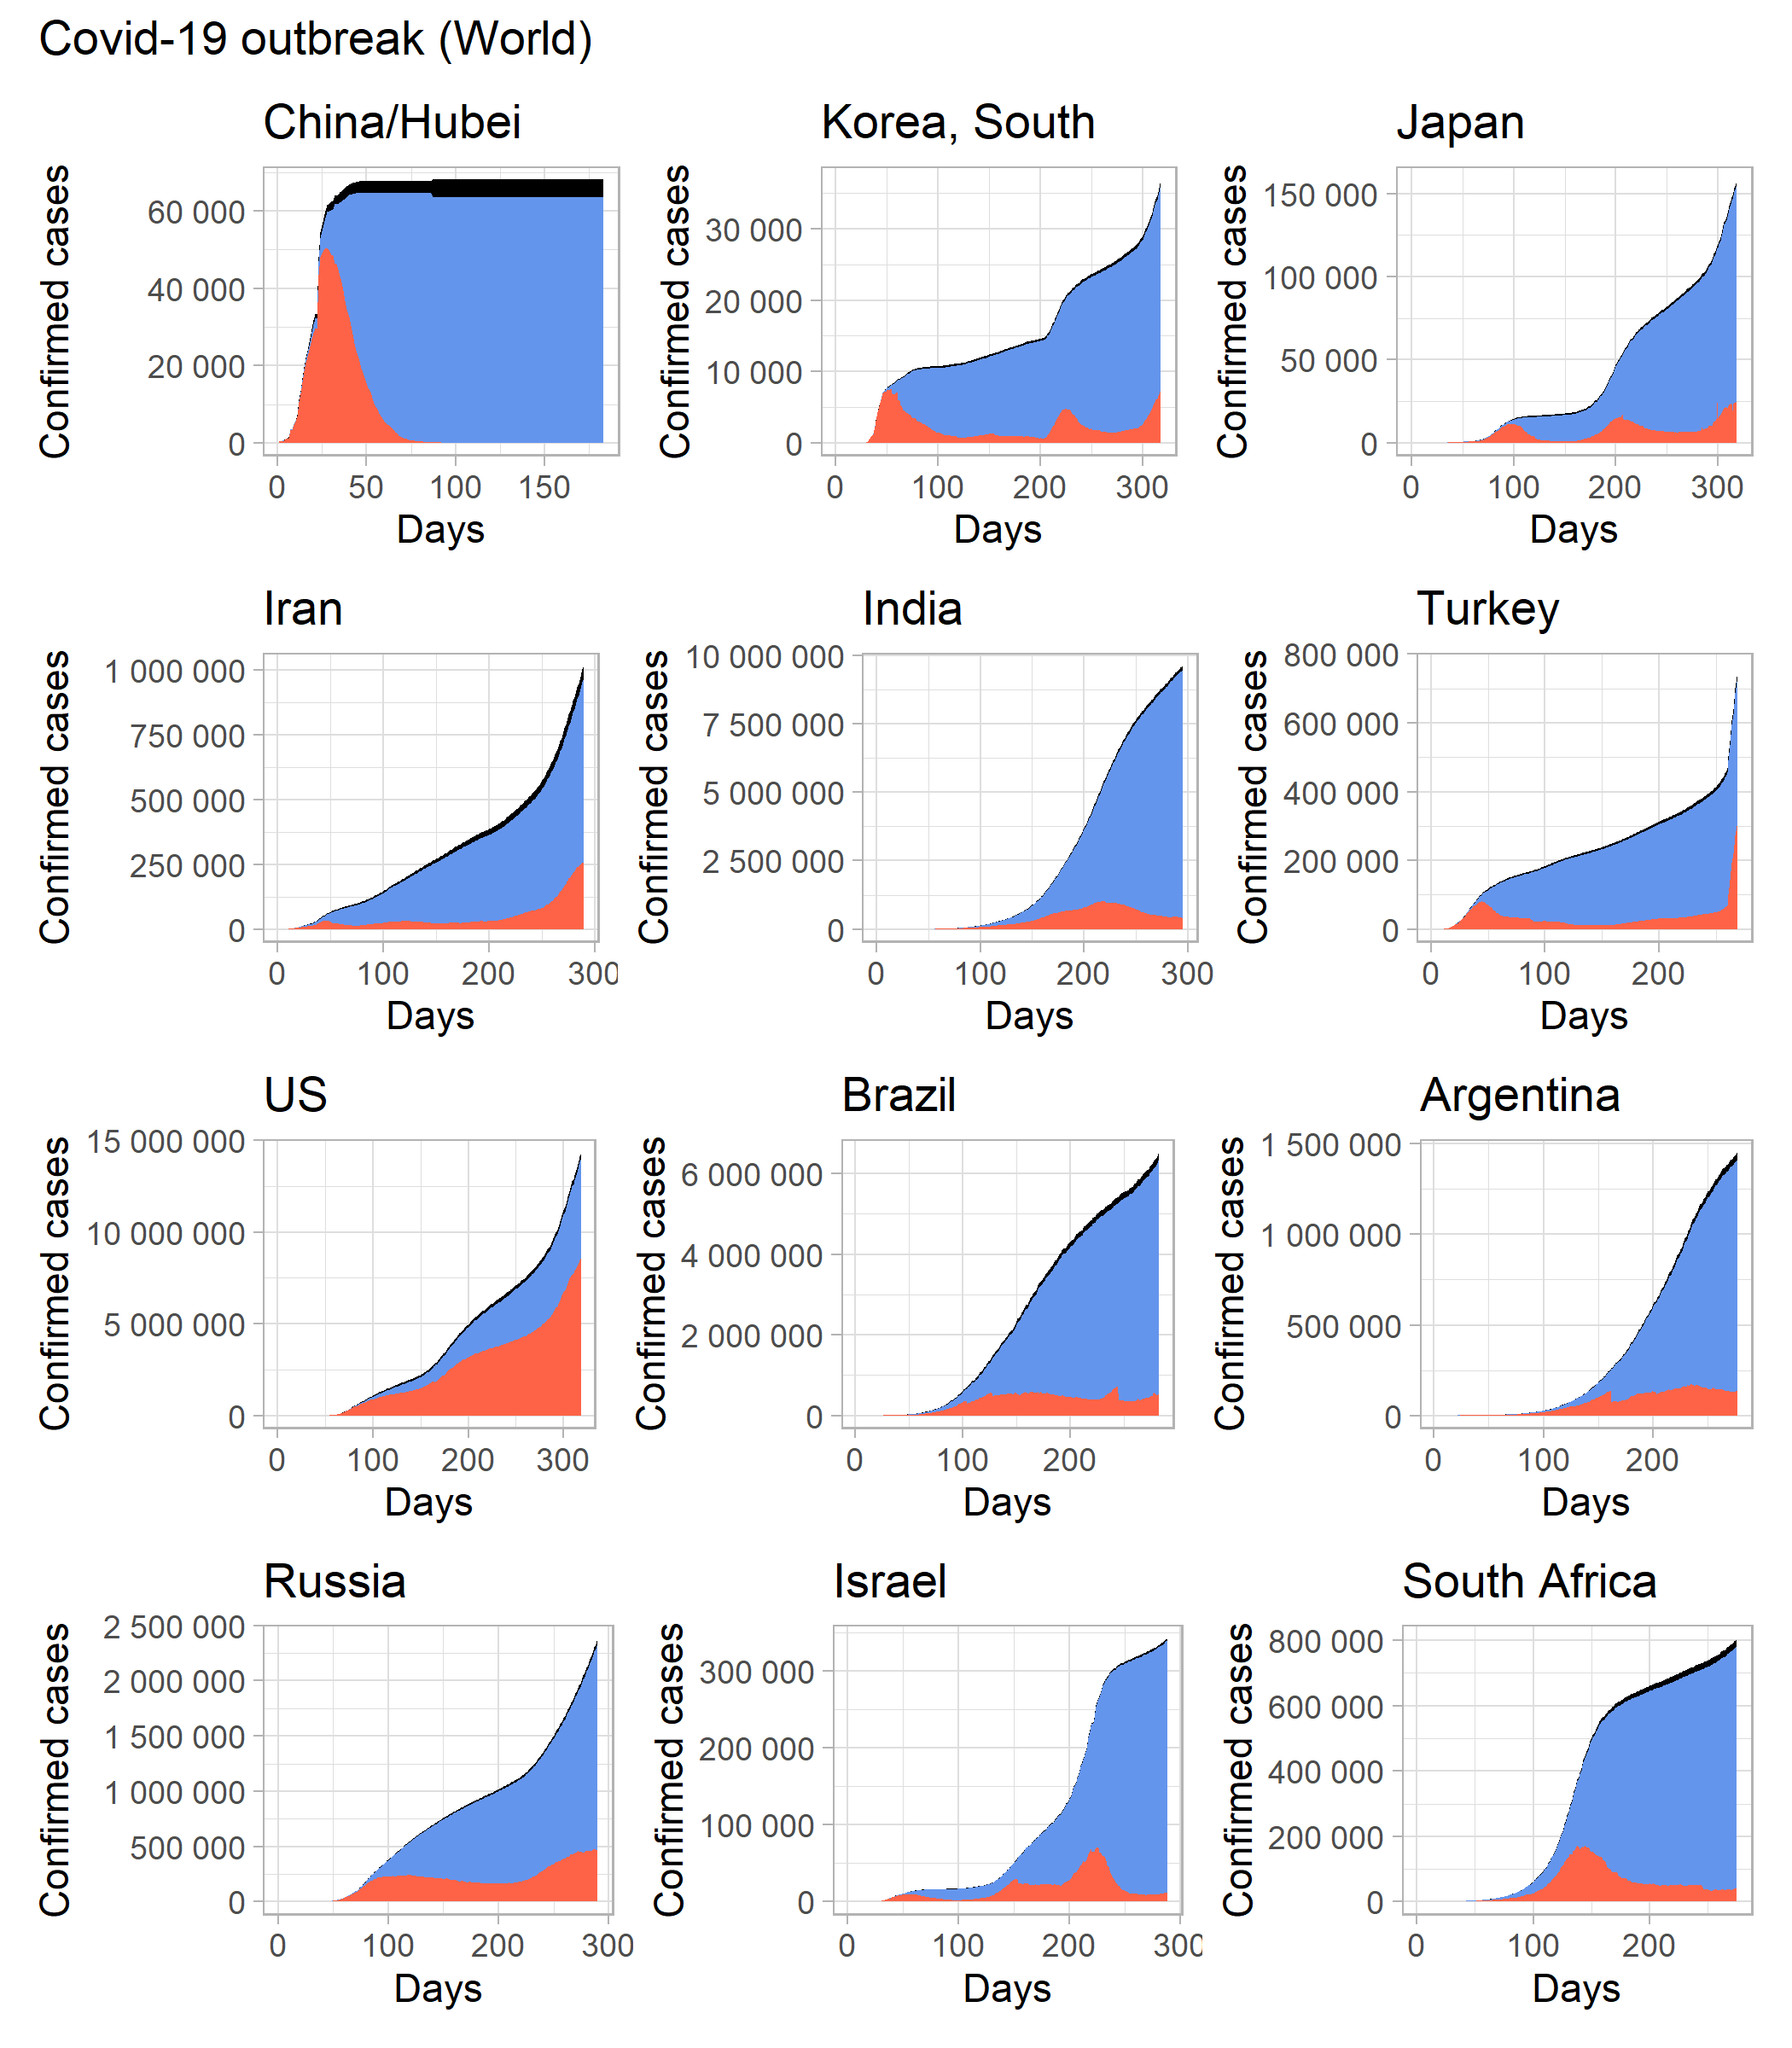 Covid-19 outbreak (World)
China/Hubei
Confirmed cases
60 000
40 000
20 000
0
0 50 100 150
Days
Korea, South
Confirmed cases
30 000
20 000
10 000
0
0 100 200 300
Days
Japan
Confirmed cases
150 000
100 000
50 000
0
0 100 200 300
Days
Iran
Confirmed cases
1 000 000
750 000
500 000
250 000
0
0 100 200 300
Days
India
Confirmed cases
10 000 000
7 500 000
5 000 000
2 500 000
0
0 100 200 300
Days
Turkey
Confirmed cases
800 000
600 000
400 000
200 000
0
0 100 200
Days
US
Confirmed cases
15 000 000
10 000 000
5 000 000
0
0 100 200 300
Days
Brazil
Confirmed cases
6 000 000
4 000 000
2 000 000
0
0 100 200
Days
Argentina
Confirmed cases
1 500 000
1 000 000
500 000
0
0 100 200
Days
Russia
Confirmed cases
2 500 000
2 000 000
1 500 000
1 000 000
500 000
0
0 100 200 300
Days
Israel
Confirmed cases
300 000
200 000
100 000
0
0 100 200 300
Days
South Africa
Confirmed cases
800 000
600 000
400 000
200 000
0
0 100 200
Days